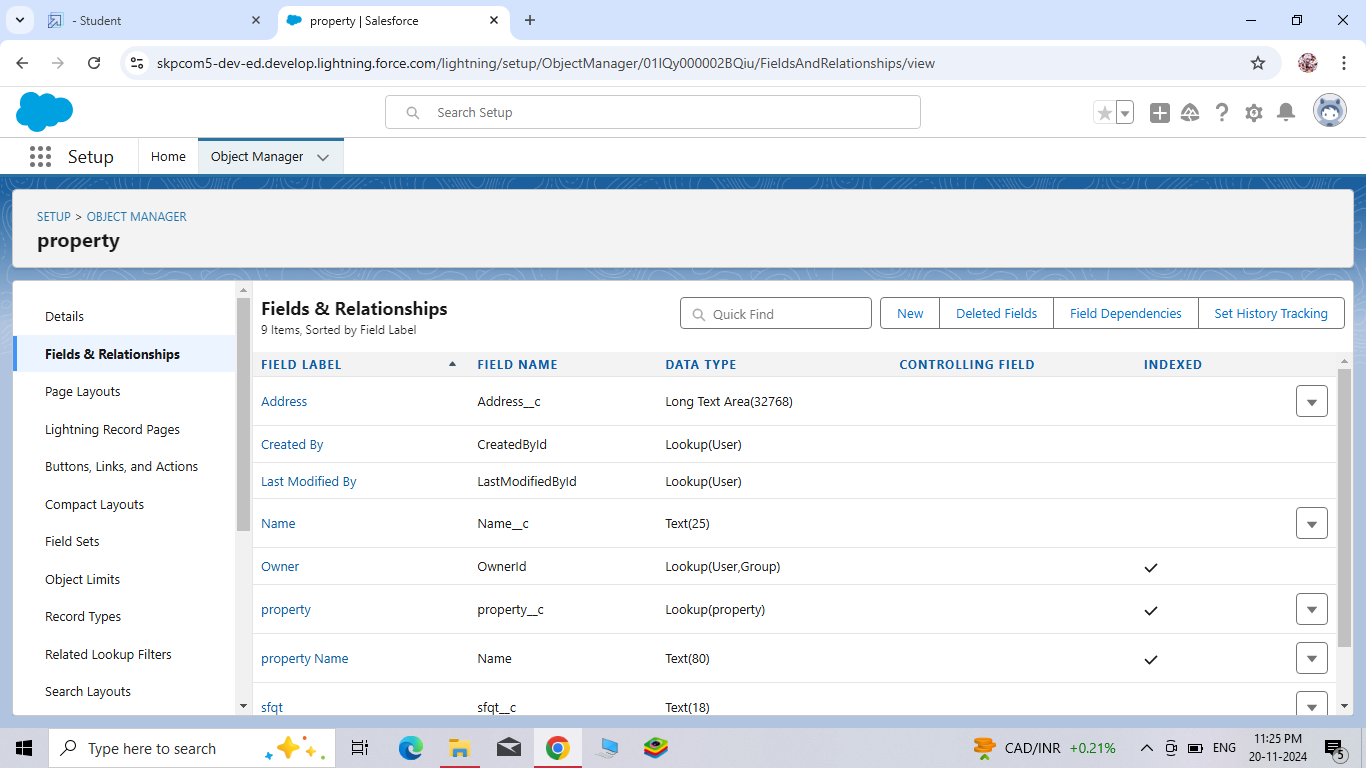 - Student
property | Salesforce
skpcom5-dev-ed.develop.lightning.force.com/lightning/setup/ObjectManager/01IQy000002BQiu/FieldsAndRelationships/view
Search Setup
Setup
Home
Object Manager
SETUP > OBJECT MANAGER
property
Details
Fields & Relationships
Page Layouts
Lightning Record Pages
Buttons, Links, and Actions
Compact Layouts
Field Sets
Object Limits
Record Types
Related Lookup Filters
Search Layouts
Fields & Relationships
9 Items, Sorted by Field Label
Quick Find
New
Deleted Fields
Field Dependencies
Set History Tracking
FIELD LABEL FIELD NAME DATA TYPE CONTROLLING FIELD INDEXED
Address Address__c Long Text Area(32768)
Created By CreatedById Lookup(User)
Last Modified By LastModifiedById Lookup(User)
Name Name__c Text(25)
Owner OwnerId Lookup(User,Group)
property property__c Lookup(property)
property Name Name Text(80)
sfqt sfqt__c Text(18)
Type here to search
CAD/INR +0.21%
ENG
11:25 PM
20-11-2024
5